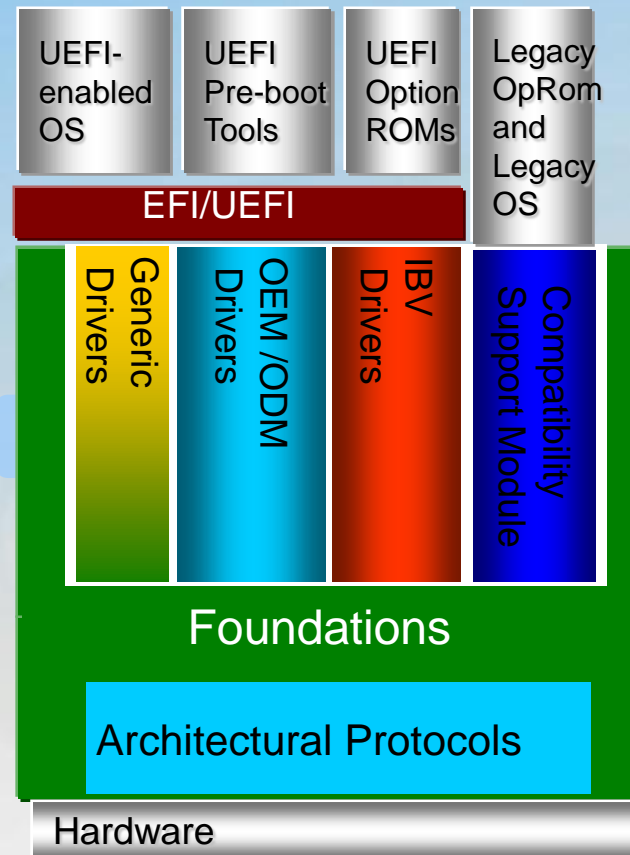 UEFI-
enabled
OS
UEFI
Pre-boot
Tools
UEFI
Option
ROMs
Legacy
OpRom
and
Legacy
OS
EFI/UEFI
Generic
Drivers
OEM /ODM
Drivers
IBV
Drivers
Compatibility
Support Module
Foundations
Architectural Protocols
Hardware